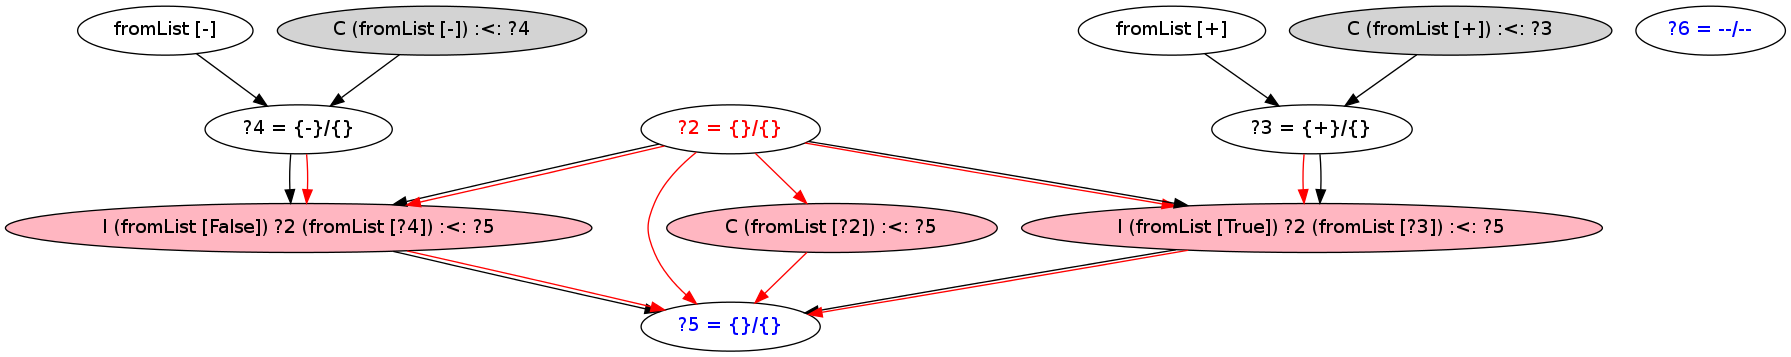 fromList [-]
C (fromList [-]) :<: ?4
fromList [+]
C (fromList [+]) :<: ?3
?6 = --/--
?4 = {-}/{}
?2 = {}/{}
?3 = {+}/{}
I (fromList [False]) ?2 (fromList [?4]) :<: ?5
C (fromList [?2]) :<: ?5
I (fromList [True]) ?2 (fromList [?3]) :<: ?5
?5 = {}/{}